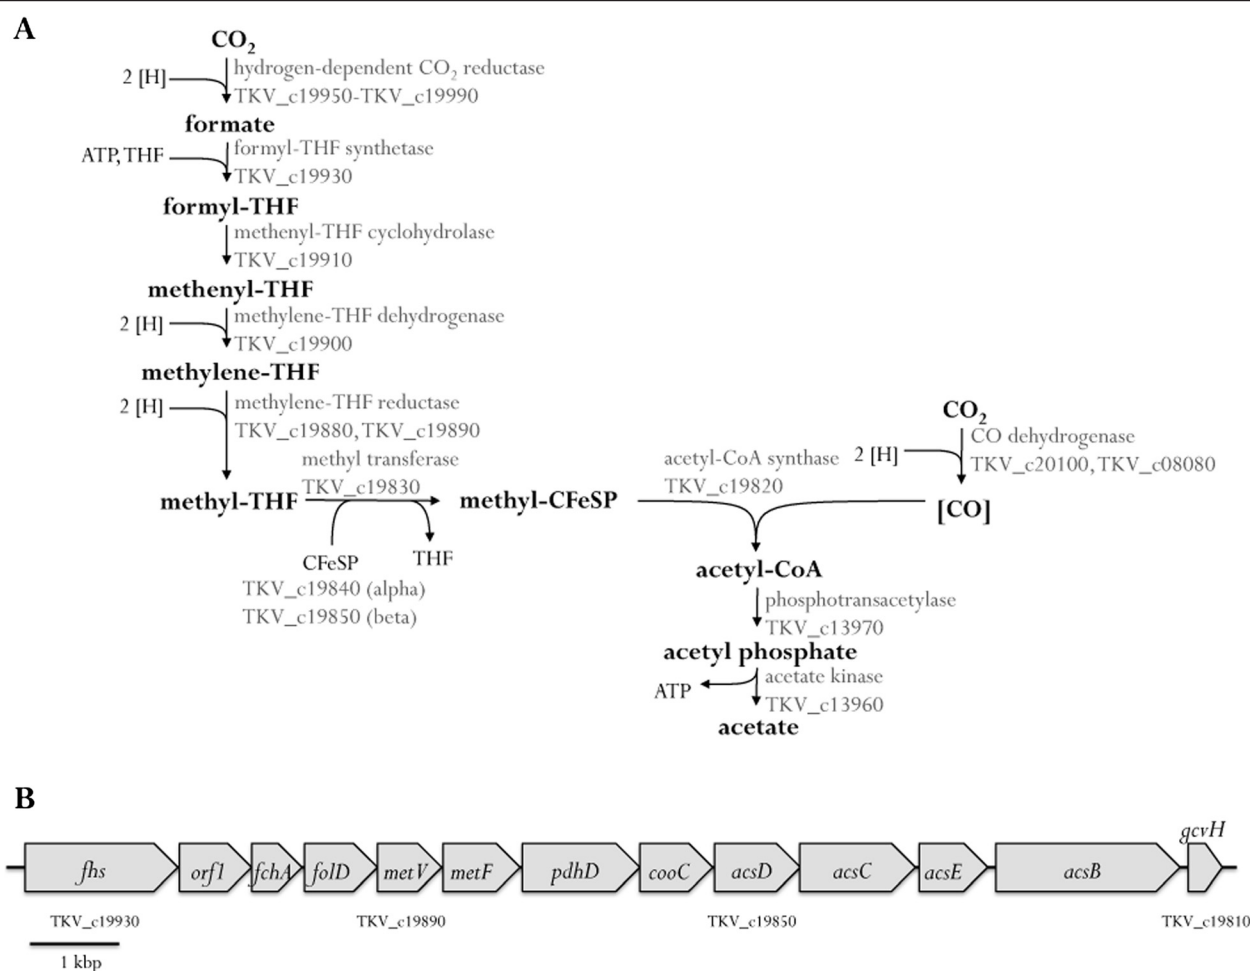 A
CO₂
2 [H]
hydrogen-dependent CO₂ reductase
TKV_c19950-TKV_c19990
formate
ATP, THF
formyl-THF synthetase
TKV_c19930
formyl-THF
methenyl-THF cyclohydrolase
TKV_c19910
methenyl-THF
2 [H]
methylene-THF dehydrogenase
TKV_c19900
methylene-THF
2 [H]
methylene-THF reductase
TKV_c19880, TKV_c19890
methyl transferase
TKV_c19830
methyl-THF
CFeSP
THF
TKV_c19840 (alpha)
TKV_c19850 (beta)
methyl-CFeSP
acetyl-CoA synthase
TKV_c19820
CO₂
2 [H]
CO dehydrogenase
TKV_c20100, TKV_c08080
[CO]
acetyl-CoA
phosphotransacetylase
TKV_c13970
acetyl phosphate
ATP
acetate kinase
TKV_c13960
acetate
B
gcvH
fhs orf1 fchA folD metV metF pdhD cooC acsD acsC acsE acsB
TKV_c19930 TKV_c19890 TKV_c19850 TKV_c19810
1 kbp